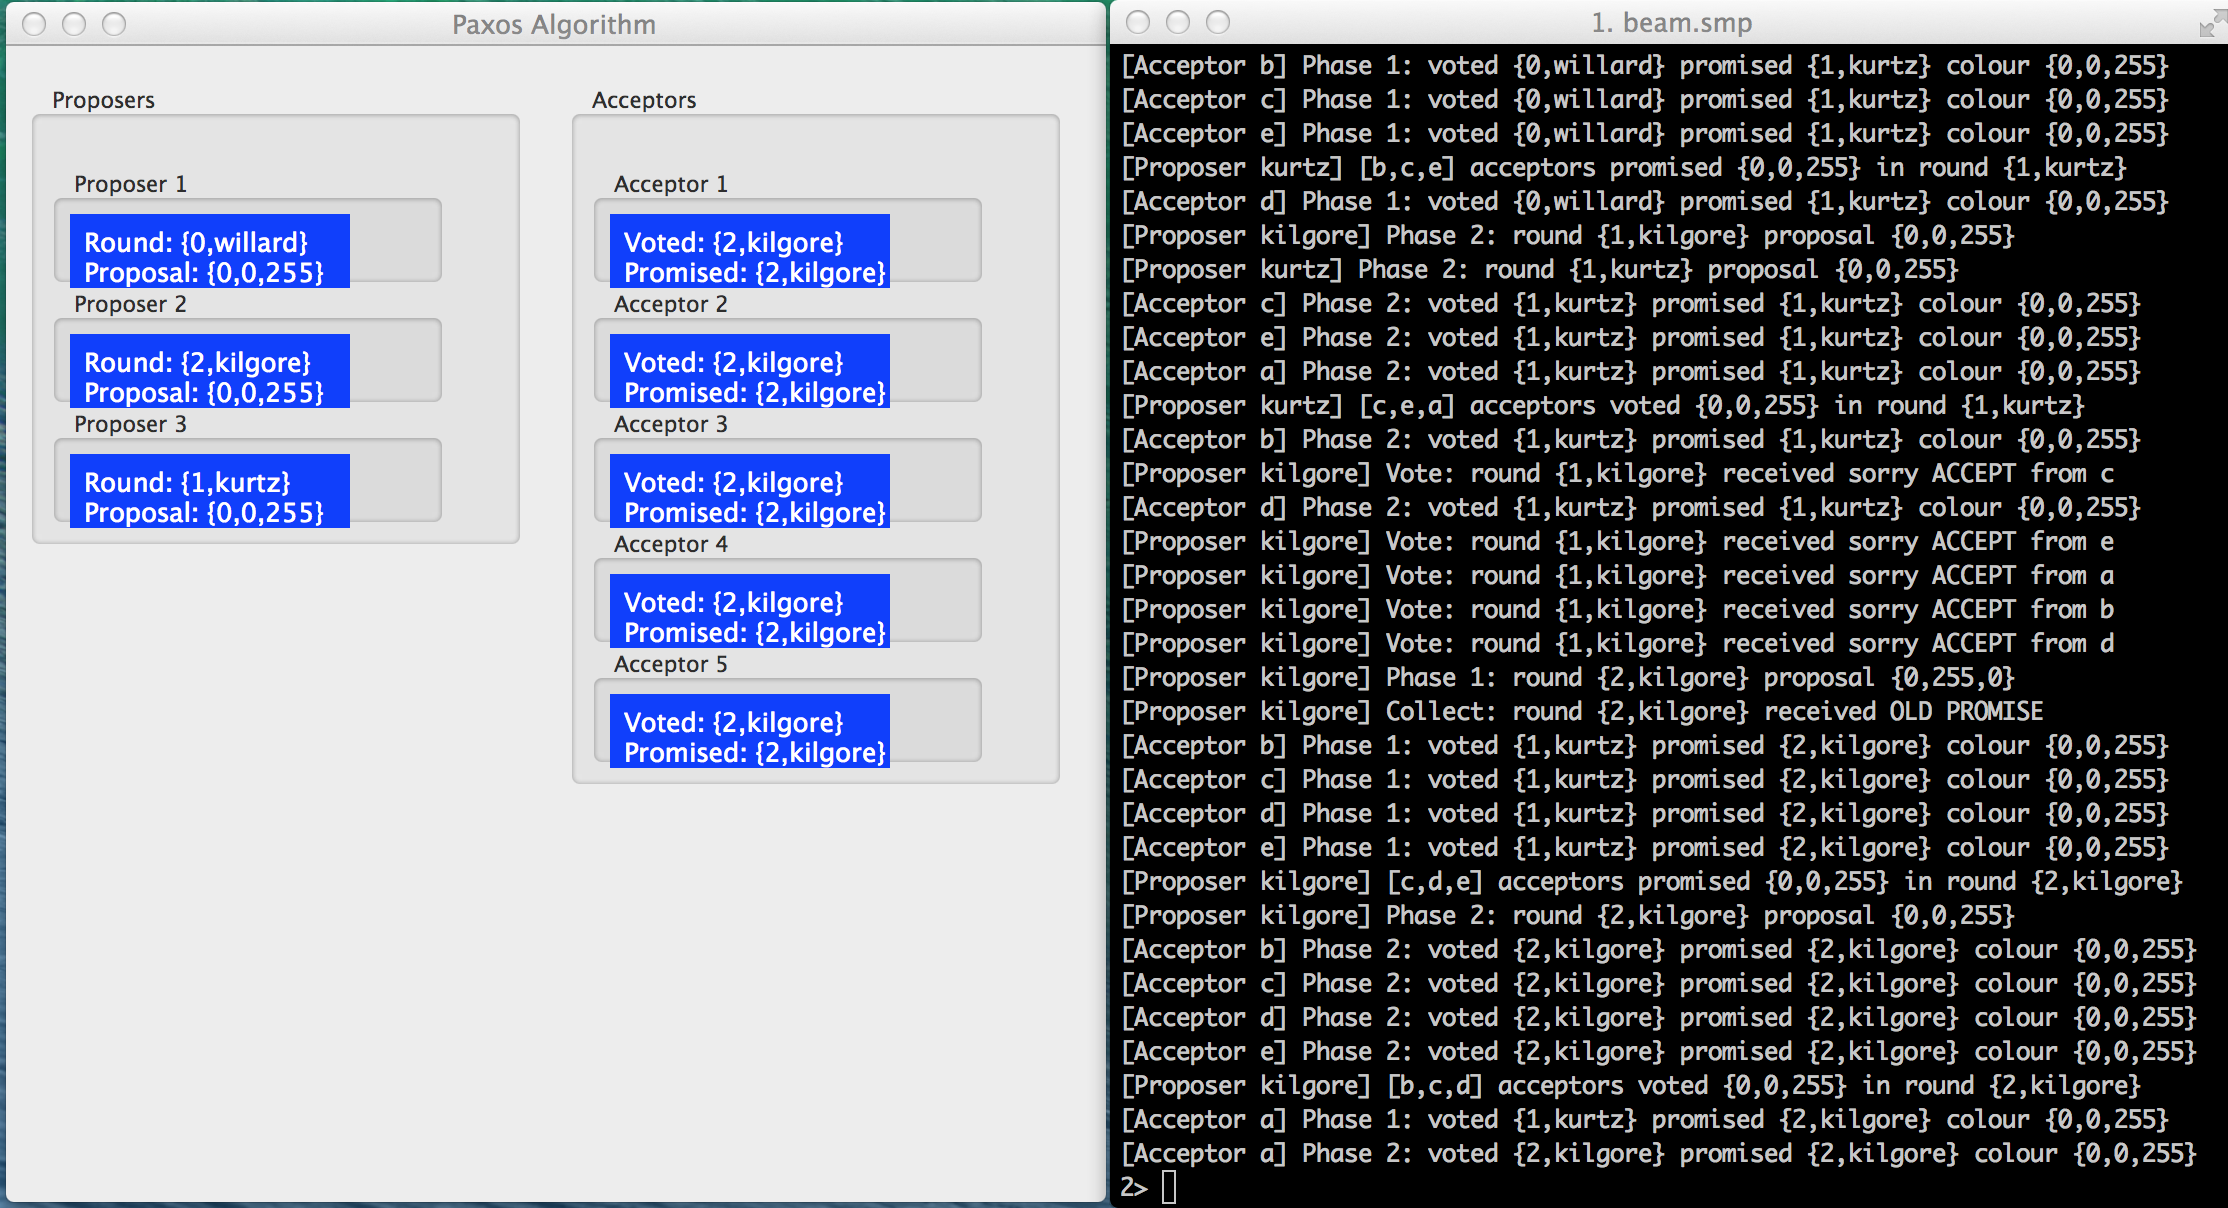 Paxos Algorithm
Proposers
Proposer 1
Round: {0,willard}
Proposal: {0,0,255}
Proposer 2
Round: {2,kilgore}
Proposal: {0,0,255}
Proposer 3
Round: {1,kurtz}
Proposal: {0,0,255}
Acceptors
Acceptor 1
Voted: {2,kilgore}
Promised: {2,kilgore}
Acceptor 2
Voted: {2,kilgore}
Promised: {2,kilgore}
Acceptor 3
Voted: {2,kilgore}
Promised: {2,kilgore}
Acceptor 4
Voted: {2,kilgore}
Promised: {2,kilgore}
Acceptor 5
Voted: {2,kilgore}
Promised: {2,kilgore}
1. beam.smp
[Acceptor b] Phase 1: voted {0,willard} promised {1,kurtz} colour {0,0,255}
[Acceptor c] Phase 1: voted {0,willard} promised {1,kurtz} colour {0,0,255}
[Acceptor e] Phase 1: voted {0,willard} promised {1,kurtz} colour {0,0,255}
[Proposer kurtz] [b,c,e] acceptors promised {0,0,255} in round {1,kurtz}
[Acceptor d] Phase 1: voted {0,willard} promised {1,kurtz} colour {0,0,255}
[Proposer kilgore] Phase 2: round {1,kilgore} proposal {0,0,255}
[Proposer kurtz] Phase 2: round {1,kurtz} proposal {0,0,255}
[Acceptor c] Phase 2: voted {1,kurtz} promised {1,kurtz} colour {0,0,255}
[Acceptor e] Phase 2: voted {1,kurtz} promised {1,kurtz} colour {0,0,255}
[Acceptor a] Phase 2: voted {1,kurtz} promised {1,kurtz} colour {0,0,255}
[Proposer kurtz] [c,e,a] acceptors voted {0,0,255} in round {1,kurtz}
[Acceptor b] Phase 2: voted {1,kurtz} promised {1,kurtz} colour {0,0,255}
[Proposer kilgore] Vote: round {1,kilgore} received sorry ACCEPT from c
[Acceptor d] Phase 2: voted {1,kurtz} promised {1,kurtz} colour {0,0,255}
[Proposer kilgore] Vote: round {1,kilgore} received sorry ACCEPT from e
[Proposer kilgore] Vote: round {1,kilgore} received sorry ACCEPT from a
[Proposer kilgore] Vote: round {1,kilgore} received sorry ACCEPT from b
[Proposer kilgore] Vote: round {1,kilgore} received sorry ACCEPT from d
[Proposer kilgore] Phase 1: round {2,kilgore} proposal {0,255,0}
[Proposer kilgore] Collect: round {2,kilgore} received OLD PROMISE
[Acceptor b] Phase 1: voted {1,kurtz} promised {2,kilgore} colour {0,0,255}
[Acceptor c] Phase 1: voted {1,kurtz} promised {2,kilgore} colour {0,0,255}
[Acceptor d] Phase 1: voted {1,kurtz} promised {2,kilgore} colour {0,0,255}
[Acceptor e] Phase 1: voted {1,kurtz} promised {2,kilgore} colour {0,0,255}
[Proposer kilgore] [c,d,e] acceptors promised {0,0,255} in round {2,kilgore}
[Proposer kilgore] Phase 2: round {2,kilgore} proposal {0,0,255}
[Acceptor b] Phase 2: voted {2,kilgore} promised {2,kilgore} colour {0,0,255}
[Acceptor c] Phase 2: voted {2,kilgore} promised {2,kilgore} colour {0,0,255}
[Acceptor d] Phase 2: voted {2,kilgore} promised {2,kilgore} colour {0,0,255}
[Acceptor e] Phase 2: voted {2,kilgore} promised {2,kilgore} colour {0,0,255}
[Proposer kilgore] [b,c,d] acceptors voted {0,0,255} in round {2,kilgore}
[Acceptor a] Phase 1: voted {1,kurtz} promised {2,kilgore} colour {0,0,255}
[Acceptor a] Phase 2: voted {2,kilgore} promised {2,kilgore} colour {0,0,255}
2>